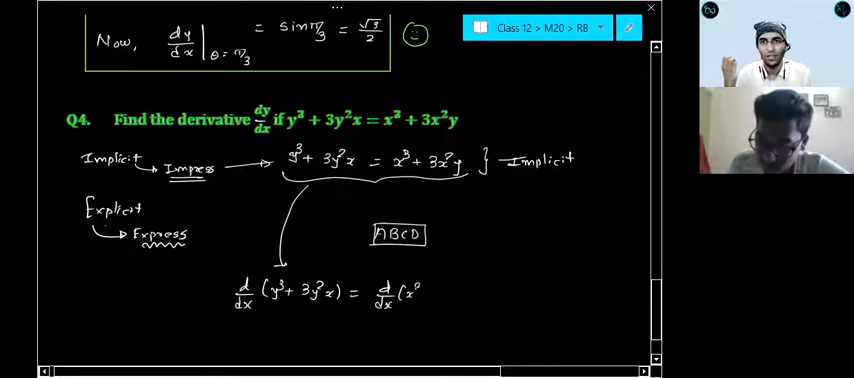 ...
Now, dy/dx |θ = π/3 = sin π/3 = √3/2
Class 12 > M20 > RB
Q4. Find the derivative dy/dx if y³ + 3y²x = x³ + 3x²y
Implicit
Impress
y³ + 3y²x = x³ + 3x²y } Implicit
Explicit
Express
ABCD
d/dx (y³ + 3y²x) = d/dx (x³